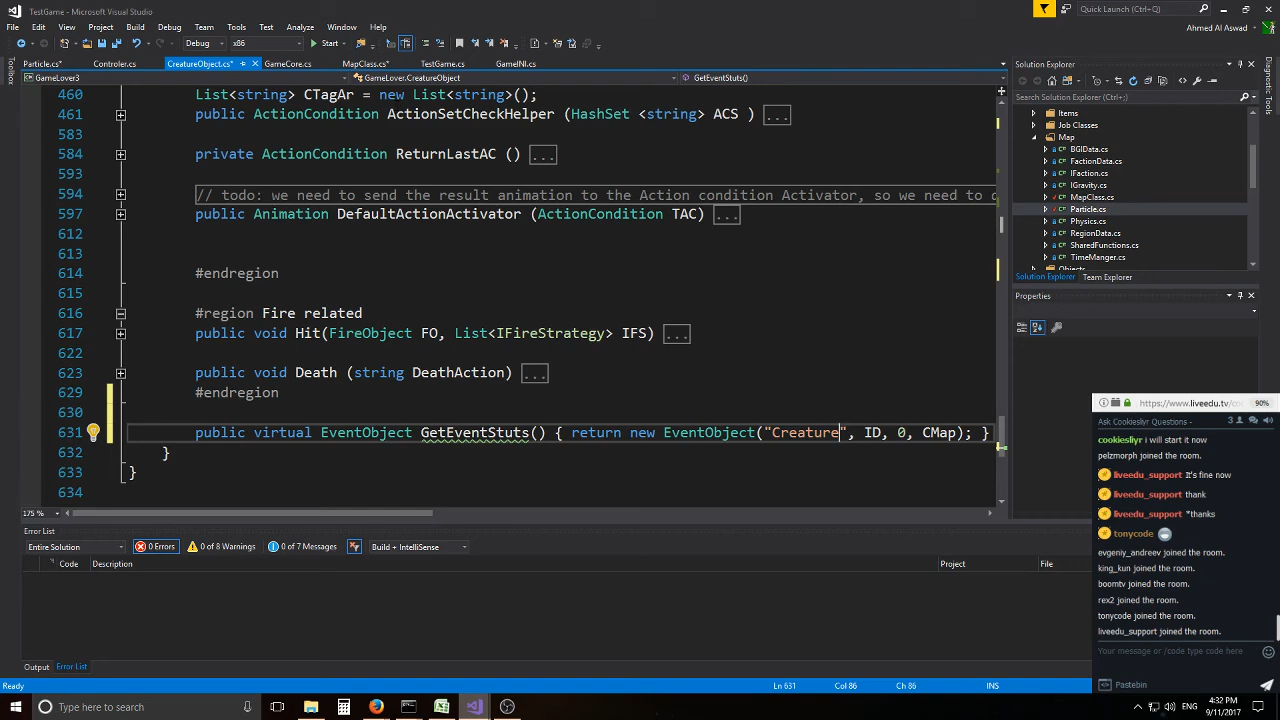 TestGame - Microsoft Visual Studio
Quick Launch (Ctrl+Q)
File Edit View Project Build Debug Team Tools Test Analyze Window Help
Ahmed Al Aswad
Debug x86 Start
Particle.cs* Controler.cs CreatureObject.cs* GameCore.cs MapClass.cs* TestGame.cs GameINI.cs
GameLover3 GameLover.CreatureObject GetEventStuts()
Toolbox
460 List<string> CTagAr = new List<string>();
461 public ActionCondition ActionSetCheckHelper (HashSet <string> ACS ) ...
583
584 private ActionCondition ReturnLastAC () ...
593
594 // todo: we need to send the result animation to the Action condition Activator, so we need to
597 public Animation DefaultActionActivator (ActionCondition TAC) ...
612
613
614 #endregion
615
616 #region Fire related
617 public void Hit(FireObject FO, List<IFireStrategy> IFS) ...
622
623 public void Death (string DeathAction) ...
629 #endregion
630
631 public virtual EventObject GetEventStuts() { return new EventObject("Creature", ID, 0, CMap); }
632 }
633 }
634
175 %
Error List
Entire Solution 0 Errors 0 of 8 Warnings 0 of 7 Messages Build + IntelliSense
Code Description Project File
Output Error List
Ready Ln 631 Col 86 Ch 86 INS
Solution Explorer
Search Solution Explorer (Ctrl+;)
Items
Job Classes
Map
BGIData.cs
FactionData.cs
IFaction.cs
IGravity.cs
MapClass.cs
Particle.cs
Physics.cs
RegionData.cs
SharedFunctions.cs
TimeManger.cs
Objects
Solution Explorer Team Explorer
Properties
Diagnostic Tools
https://www.liveedu.tv/co 90%
Ask Cookiesliyr Questions - 3
cookiesliyr i will start it now
pelzmorph joined the room.
liveedu_support It's fine now
liveedu_support thank
liveedu_support *thanks
tonycode
evgeniy_andreev joined the room.
king_kun joined the room.
boomtv joined the room.
rex2 joined the room.
tonycode joined the room.
liveedu_support joined the room.
Your message or /code type code here
Pastebin
Type here to search
ENG
4:32 PM
9/11/2017